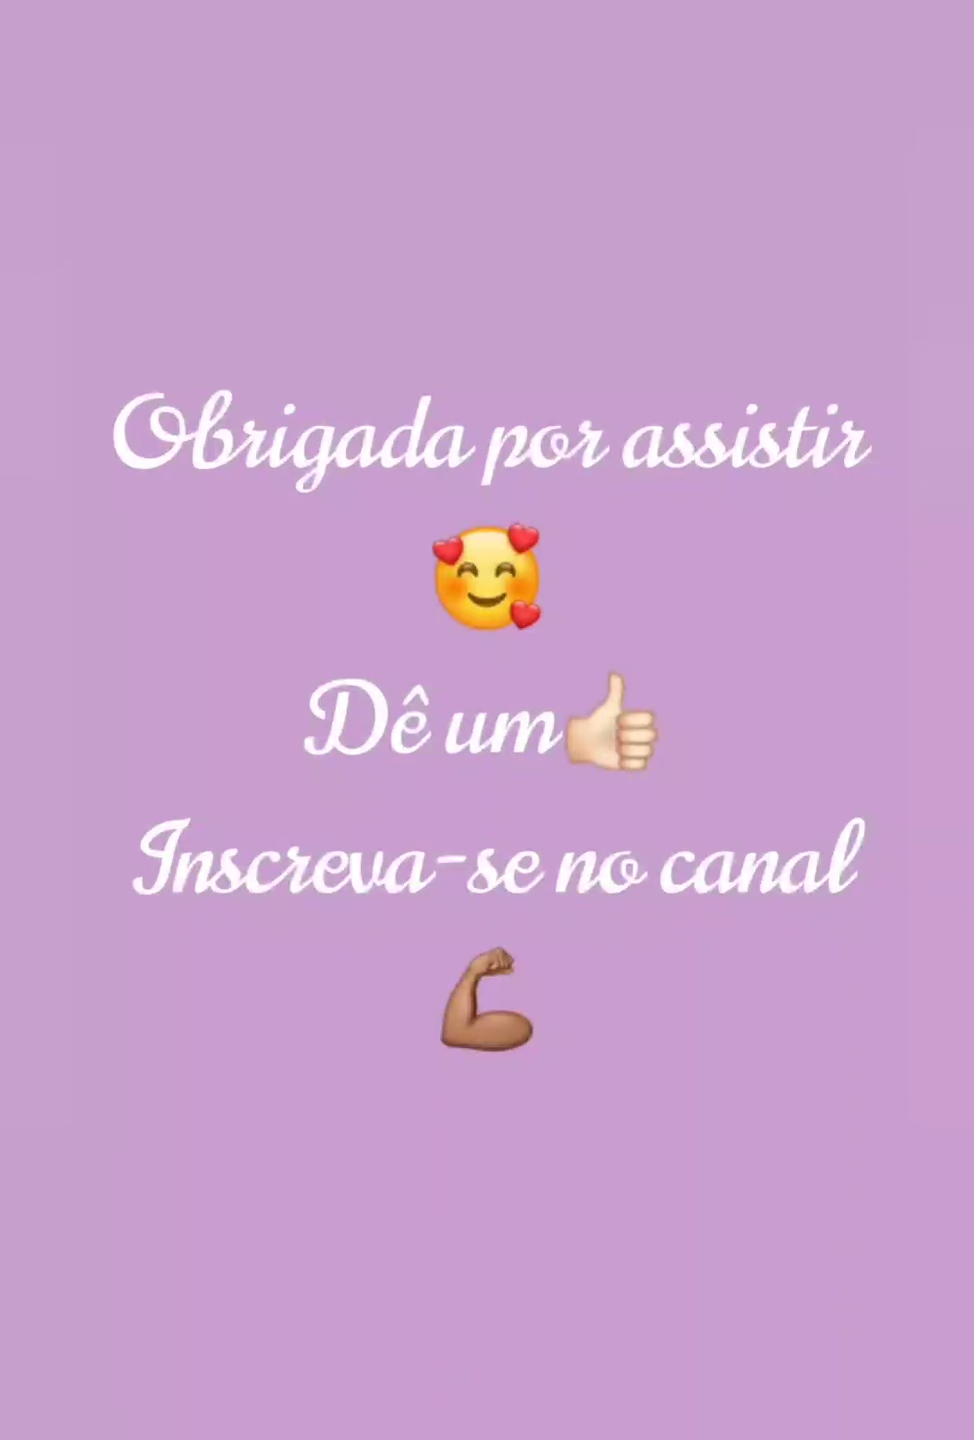 Obrigada por assistir
🥰
Dê um👍🏻
Inscreva-se no canal
💪🏽